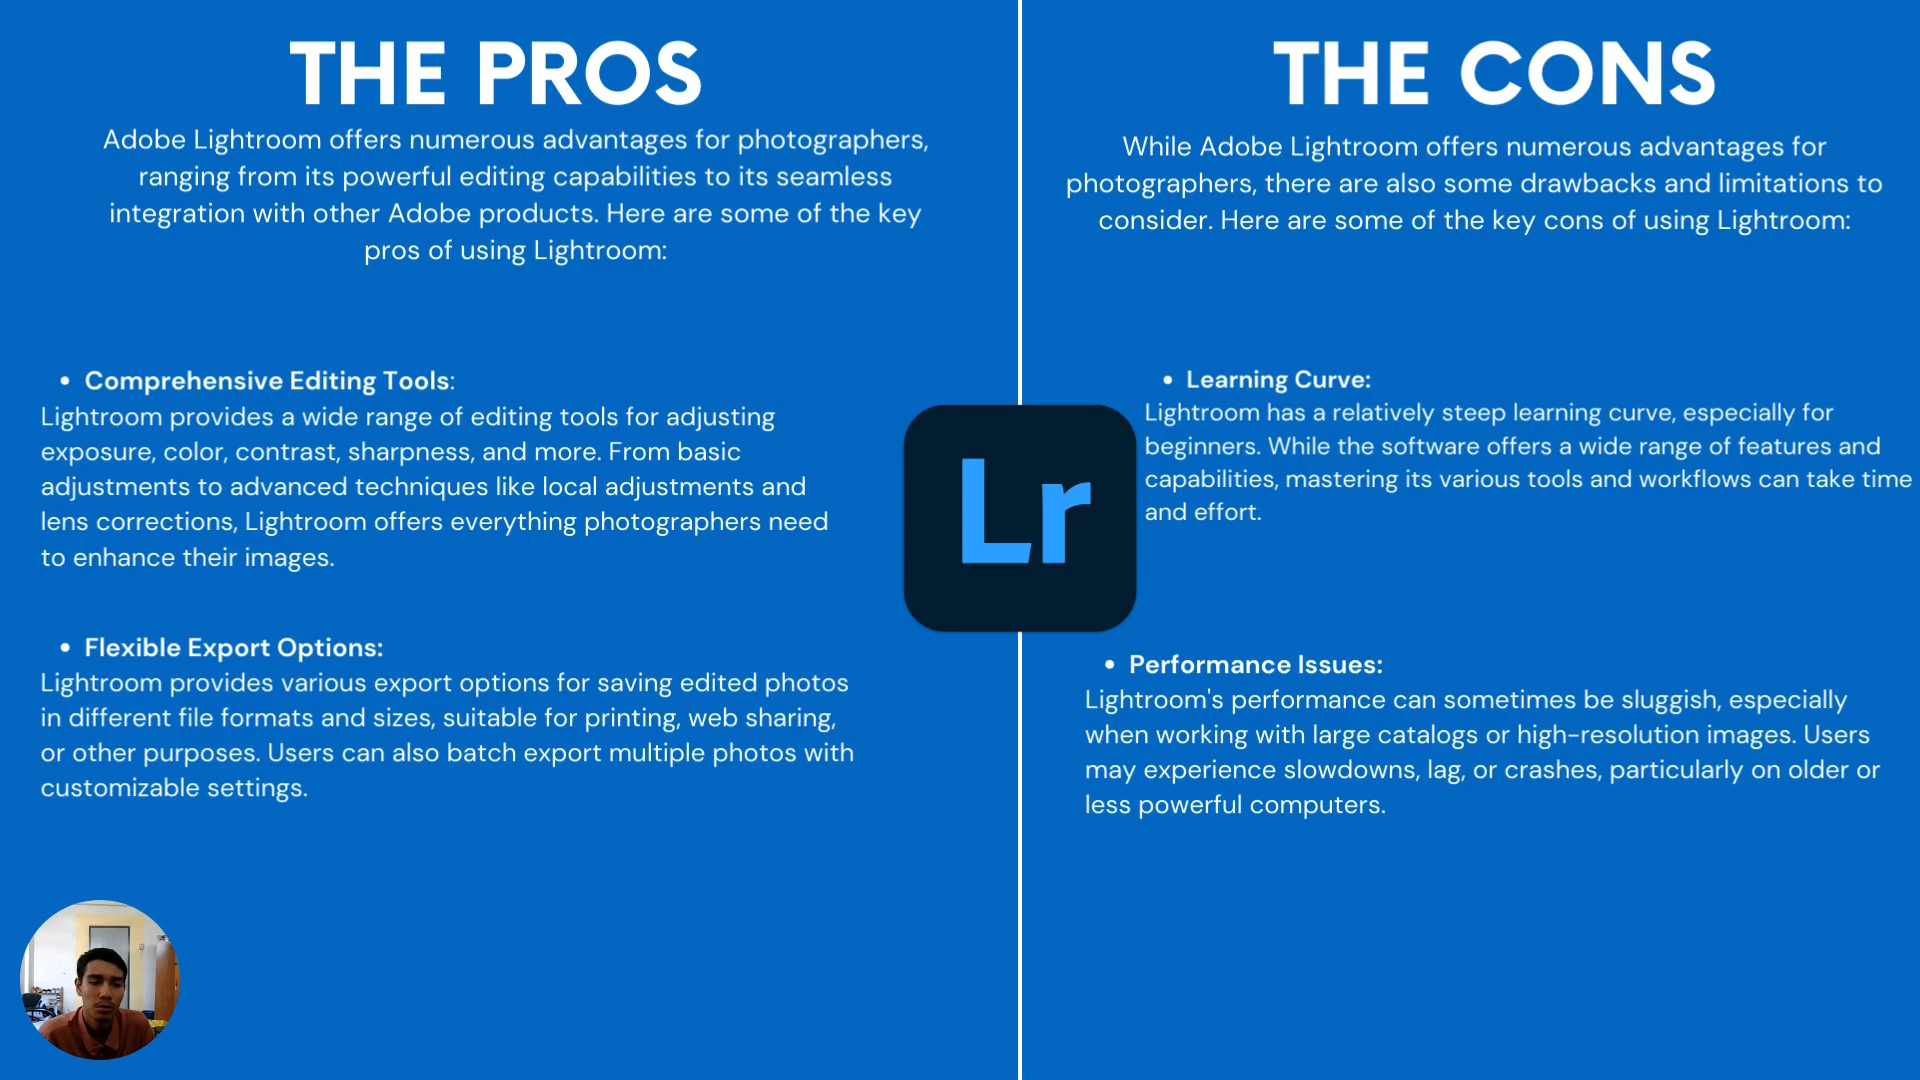 THE PROS
Adobe Lightroom offers numerous advantages for photographers,
ranging from its powerful editing capabilities to its seamless
integration with other Adobe products. Here are some of the key
pros of using Lightroom:
• Comprehensive Editing Tools:
Lightroom provides a wide range of editing tools for adjusting
exposure, color, contrast, sharpness, and more. From basic
adjustments to advanced techniques like local adjustments and
lens corrections, Lightroom offers everything photographers need
to enhance their images.
• Flexible Export Options:
Lightroom provides various export options for saving edited photos
in different file formats and sizes, suitable for printing, web sharing,
or other purposes. Users can also batch export multiple photos with
customizable settings.
Lr
THE CONS
While Adobe Lightroom offers numerous advantages for
photographers, there are also some drawbacks and limitations to
consider. Here are some of the key cons of using Lightroom:
• Learning Curve:
Lightroom has a relatively steep learning curve, especially for
beginners. While the software offers a wide range of features and
capabilities, mastering its various tools and workflows can take time
and effort.
• Performance Issues:
Lightroom's performance can sometimes be sluggish, especially
when working with large catalogs or high-resolution images. Users
may experience slowdowns, lag, or crashes, particularly on older or
less powerful computers.